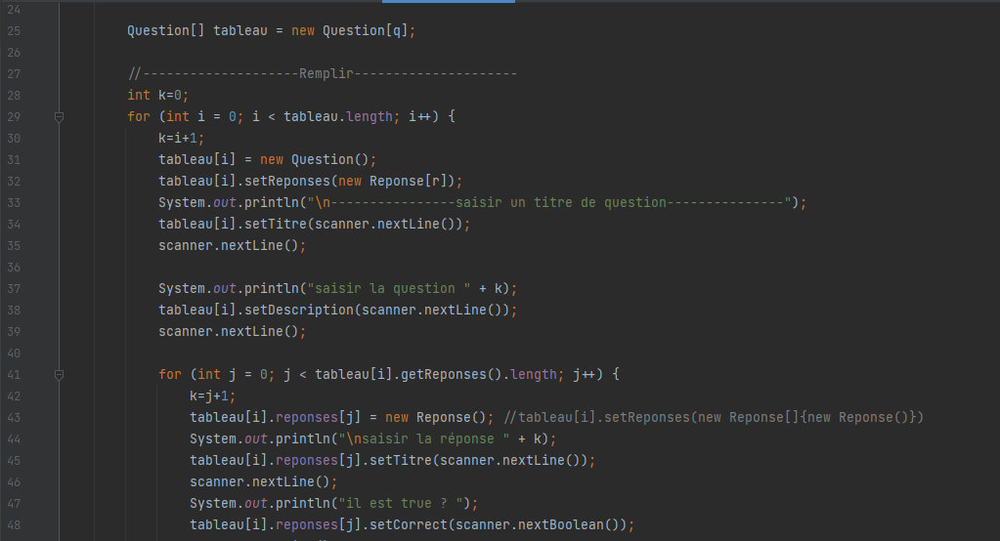 24
25 Question[] tableau = new Question[q];
26
27 //--------------------Remplir---------------------
28 int k=0;
29 for (int i = 0; i < tableau.length; i++) {
30 k=i+1;
31 tableau[i] = new Question();
32 tableau[i].setReponses(new Reponse[r]);
33 System.out.println("\n----------------saisir un titre de question---------------");
34 tableau[i].setTitre(scanner.nextLine());
35 scanner.nextLine();
36
37 System.out.println("saisir la question " + k);
38 tableau[i].setDescription(scanner.nextLine());
39 scanner.nextLine();
40
41 for (int j = 0; j < tableau[i].getReponses().length; j++) {
42 k=j+1;
43 tableau[i].reponses[j] = new Reponse(); //tableau[i].setReponses(new Reponse[]{new Reponse()})
44 System.out.println("\nsaisir la réponse " + k);
45 tableau[i].reponses[j].setTitre(scanner.nextLine());
46 scanner.nextLine();
47 System.out.println("il est true ? ");
48 tableau[i].reponses[j].setCorrect(scanner.nextBoolean());